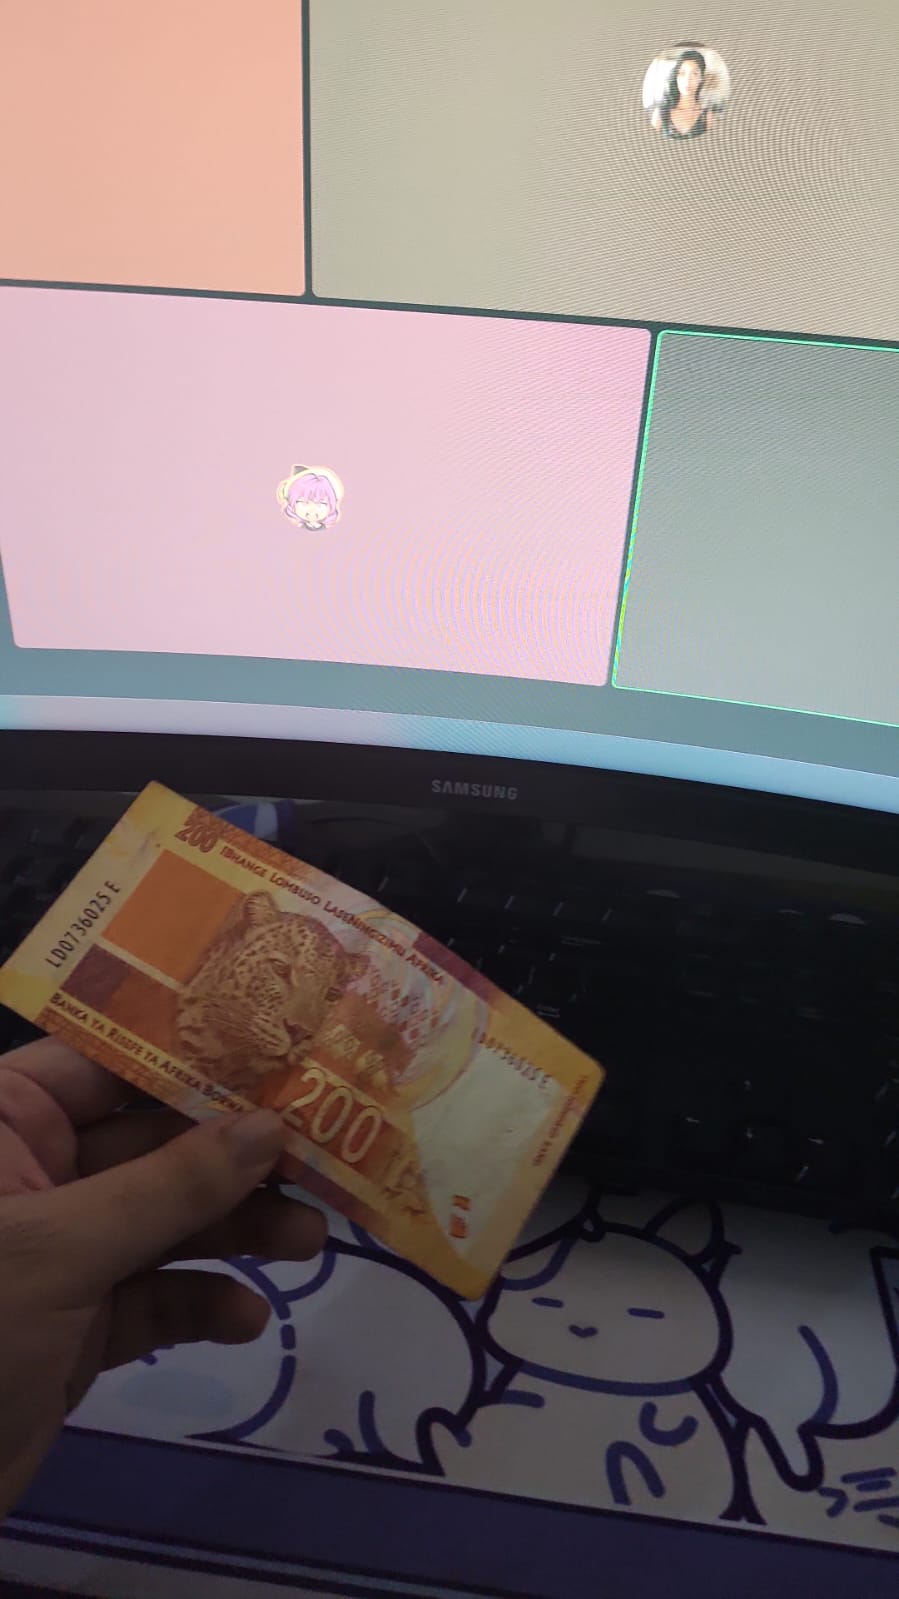 SAMSUNG
200 IBHANGE LOMBUSO LASENINGIZIMU AFRIKA
LD0736025 E
BANKA YA RISEFE YA AFRIKA BORWA
200